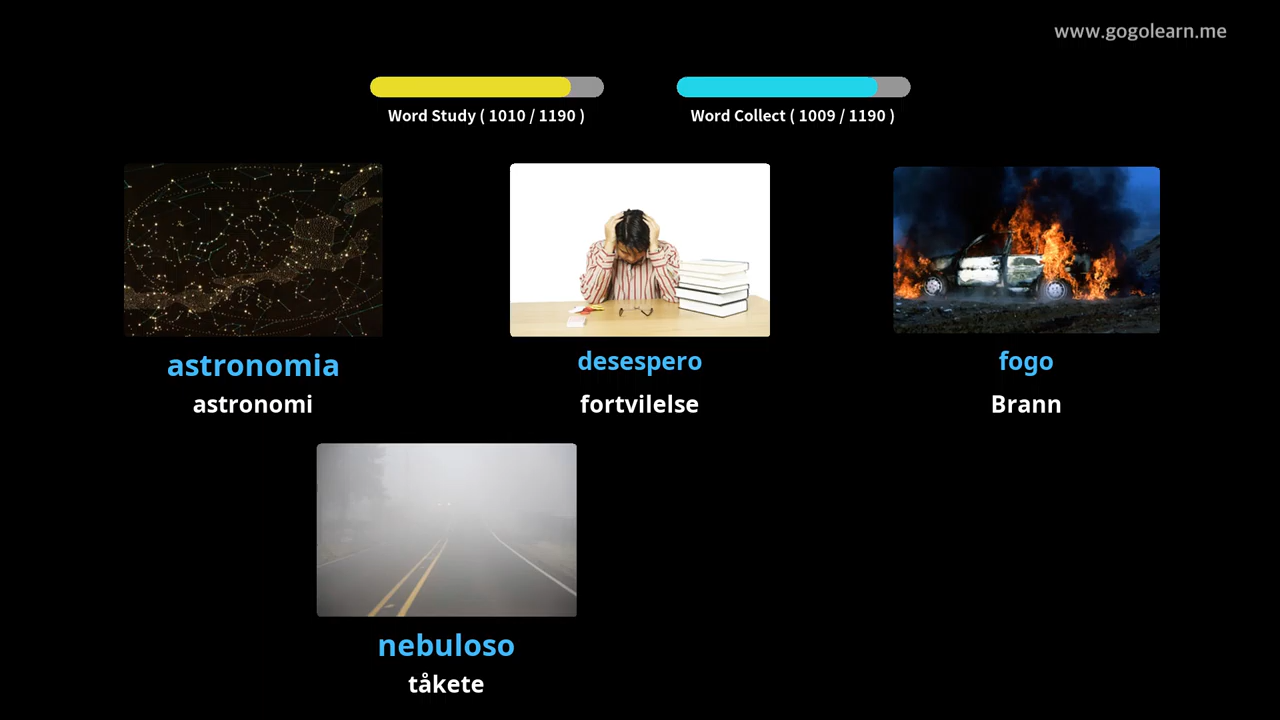 www.gogolearn.me
Word Study ( 1010 / 1190 )
Word Collect ( 1009 / 1190 )
astronomia
astronomi
desespero
fortvilelse
fogo
Brann
nebuloso
tåkete